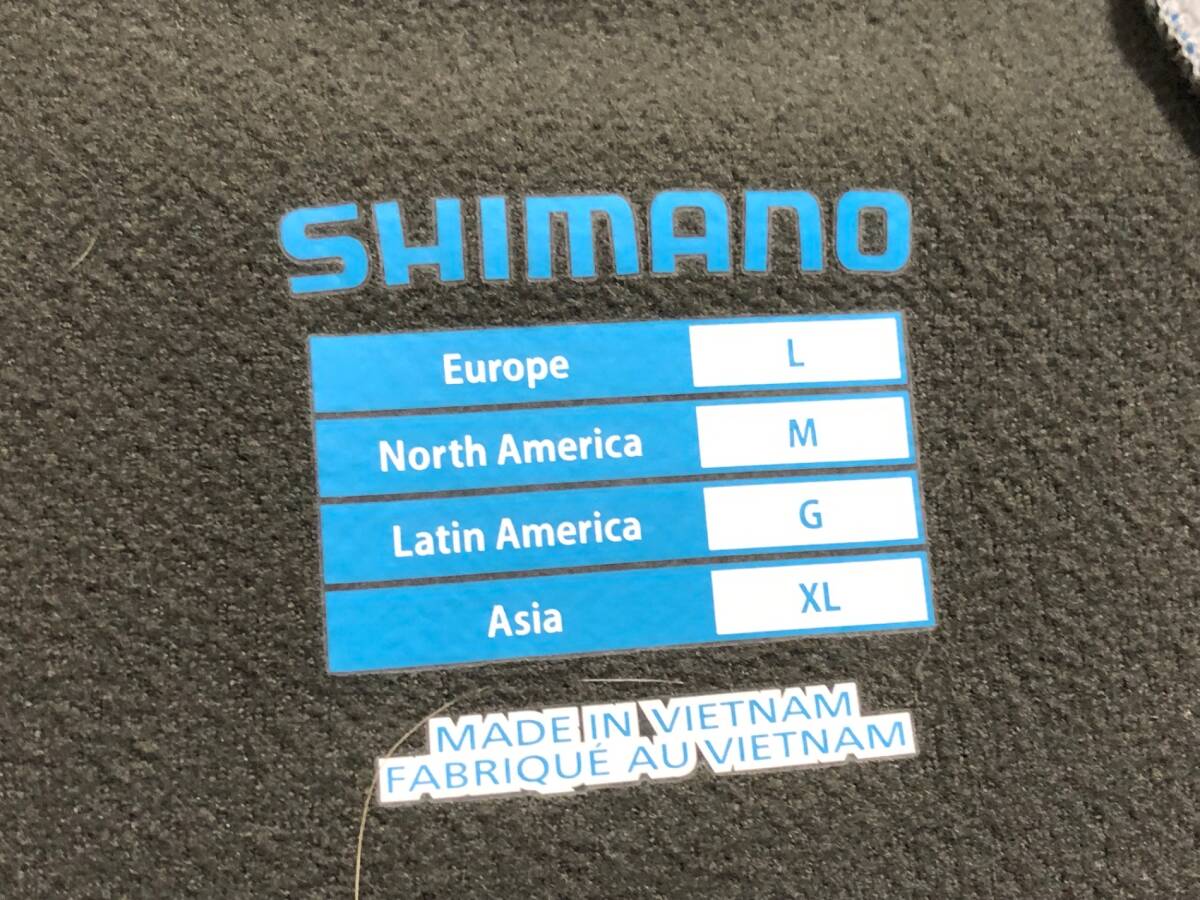 SHIMANO
Europe L
North America M
Latin America G
Asia XL
MADE IN VIETNAM
FABRIQUÉ AU VIETNAM